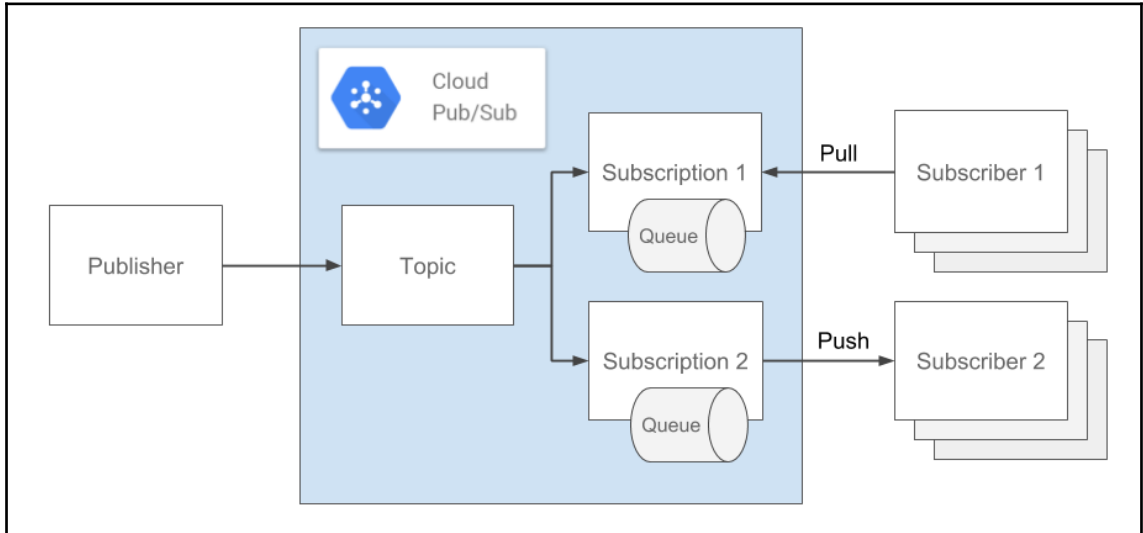 Cloud
Pub/Sub
Publisher
Topic
Subscription 1
Queue
Pull
Subscriber 1
Subscription 2
Queue
Push
Subscriber 2